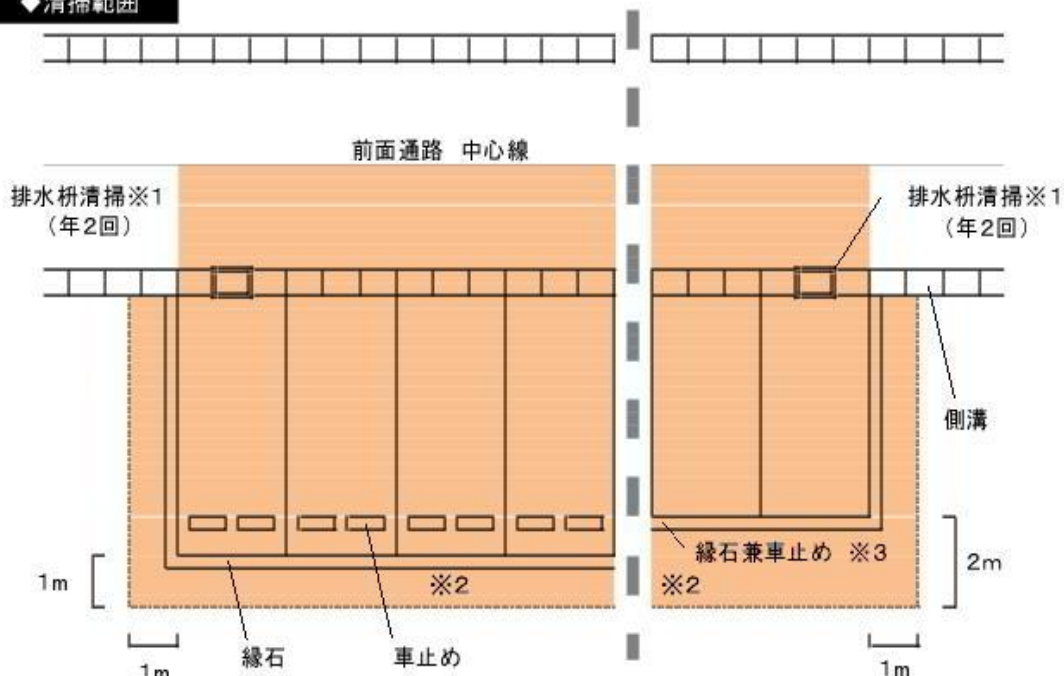 ◆清掃範囲
前面通路 中心線
排水枡清掃※1
（年2回）
排水枡清掃※1
（年2回）
側溝
縁石兼車止め ※3
※2
※2
1m
2m
縁石
車止め
1m
1m